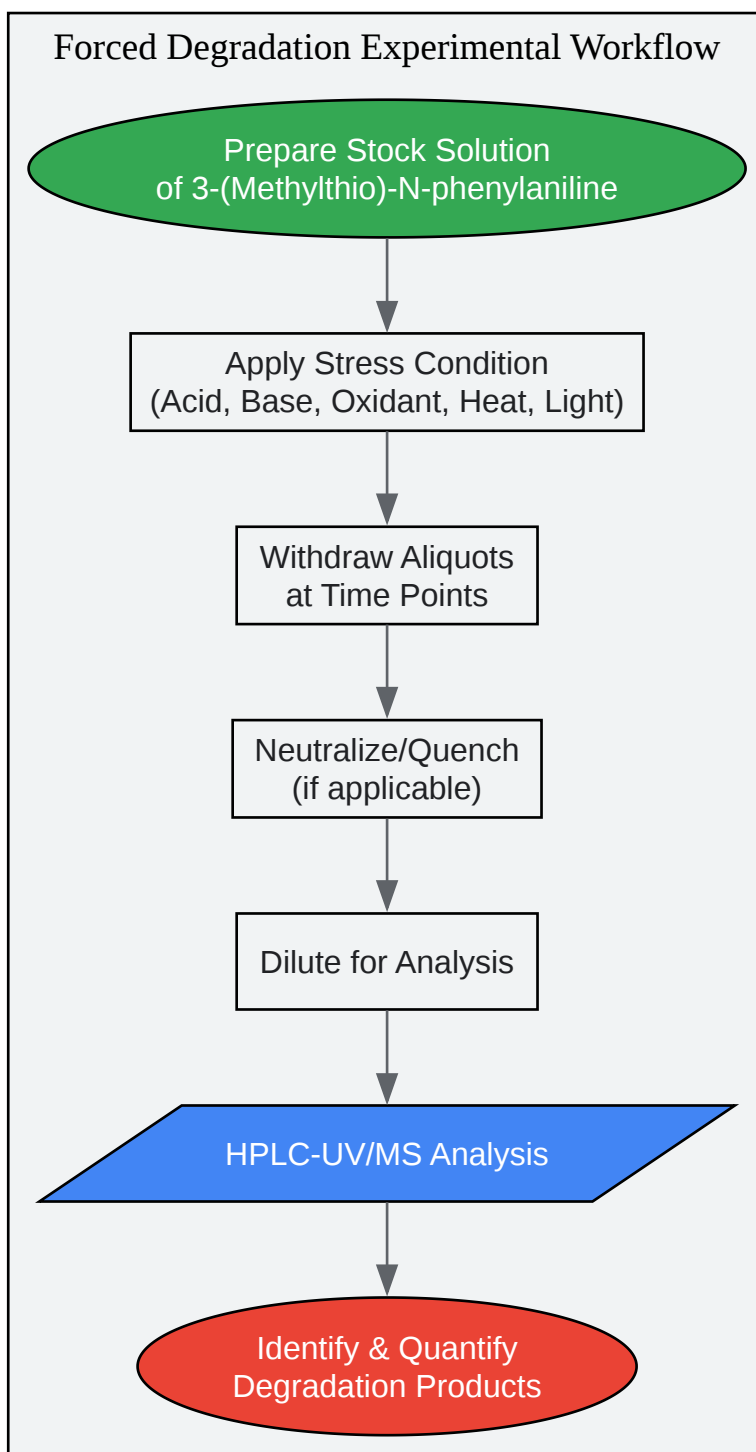 Forced Degradation Experimental Workflow
Prepare Stock Solution
of 3-(Methylthio)-N-phenylaniline
Apply Stress Condition
(Acid, Base, Oxidant, Heat, Light)
Withdraw Aliquots
at Time Points
Neutralize/Quench
(if applicable)
Dilute for Analysis
HPLC-UV/MS Analysis
Identify & Quantify
Degradation Products